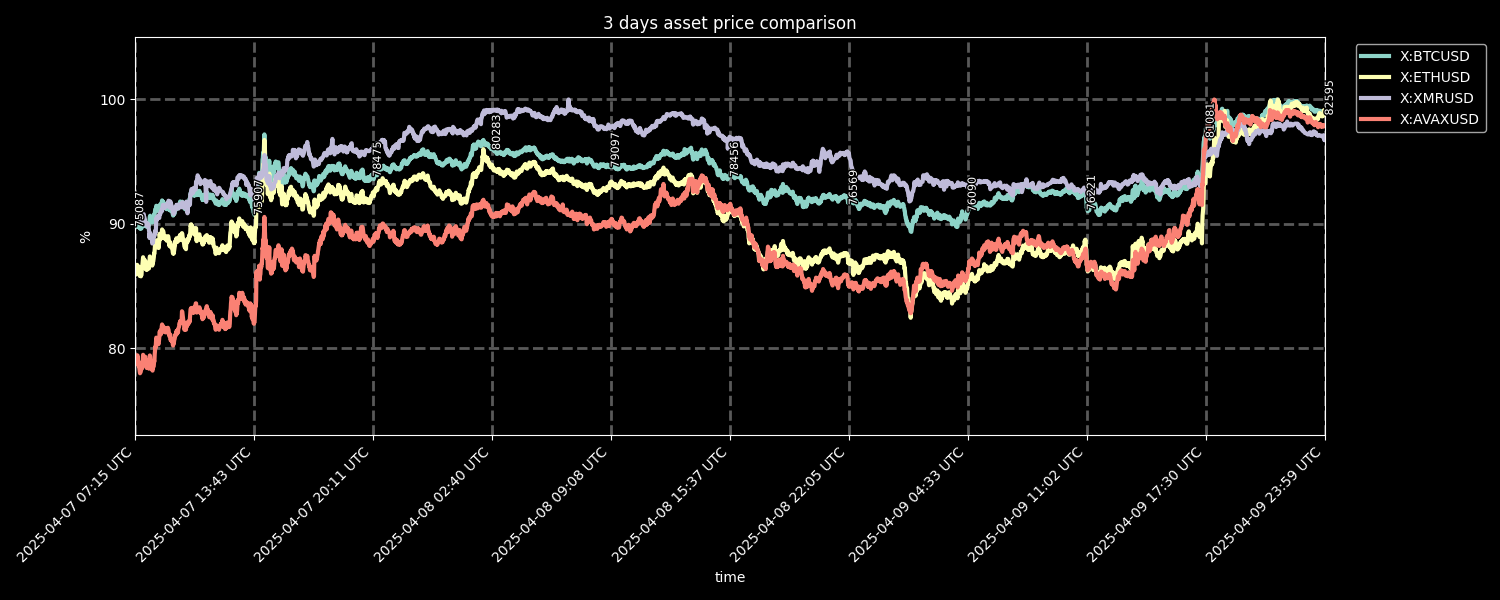 3 days asset price comparison
X:BTCUSD
X:ETHUSD
X:XMRUSD
X:AVAXUSD
100
90
80
%
75087
75907
78475
80283
79097
78456
76569
76090
76221
81081
82595
2025-04-07 07:15 UTC
2025-04-07 13:43 UTC
2025-04-07 20:11 UTC
2025-04-08 02:40 UTC
2025-04-08 09:08 UTC
2025-04-08 15:37 UTC
2025-04-08 22:05 UTC
2025-04-09 04:33 UTC
2025-04-09 11:02 UTC
2025-04-09 17:30 UTC
2025-04-09 23:59 UTC
time